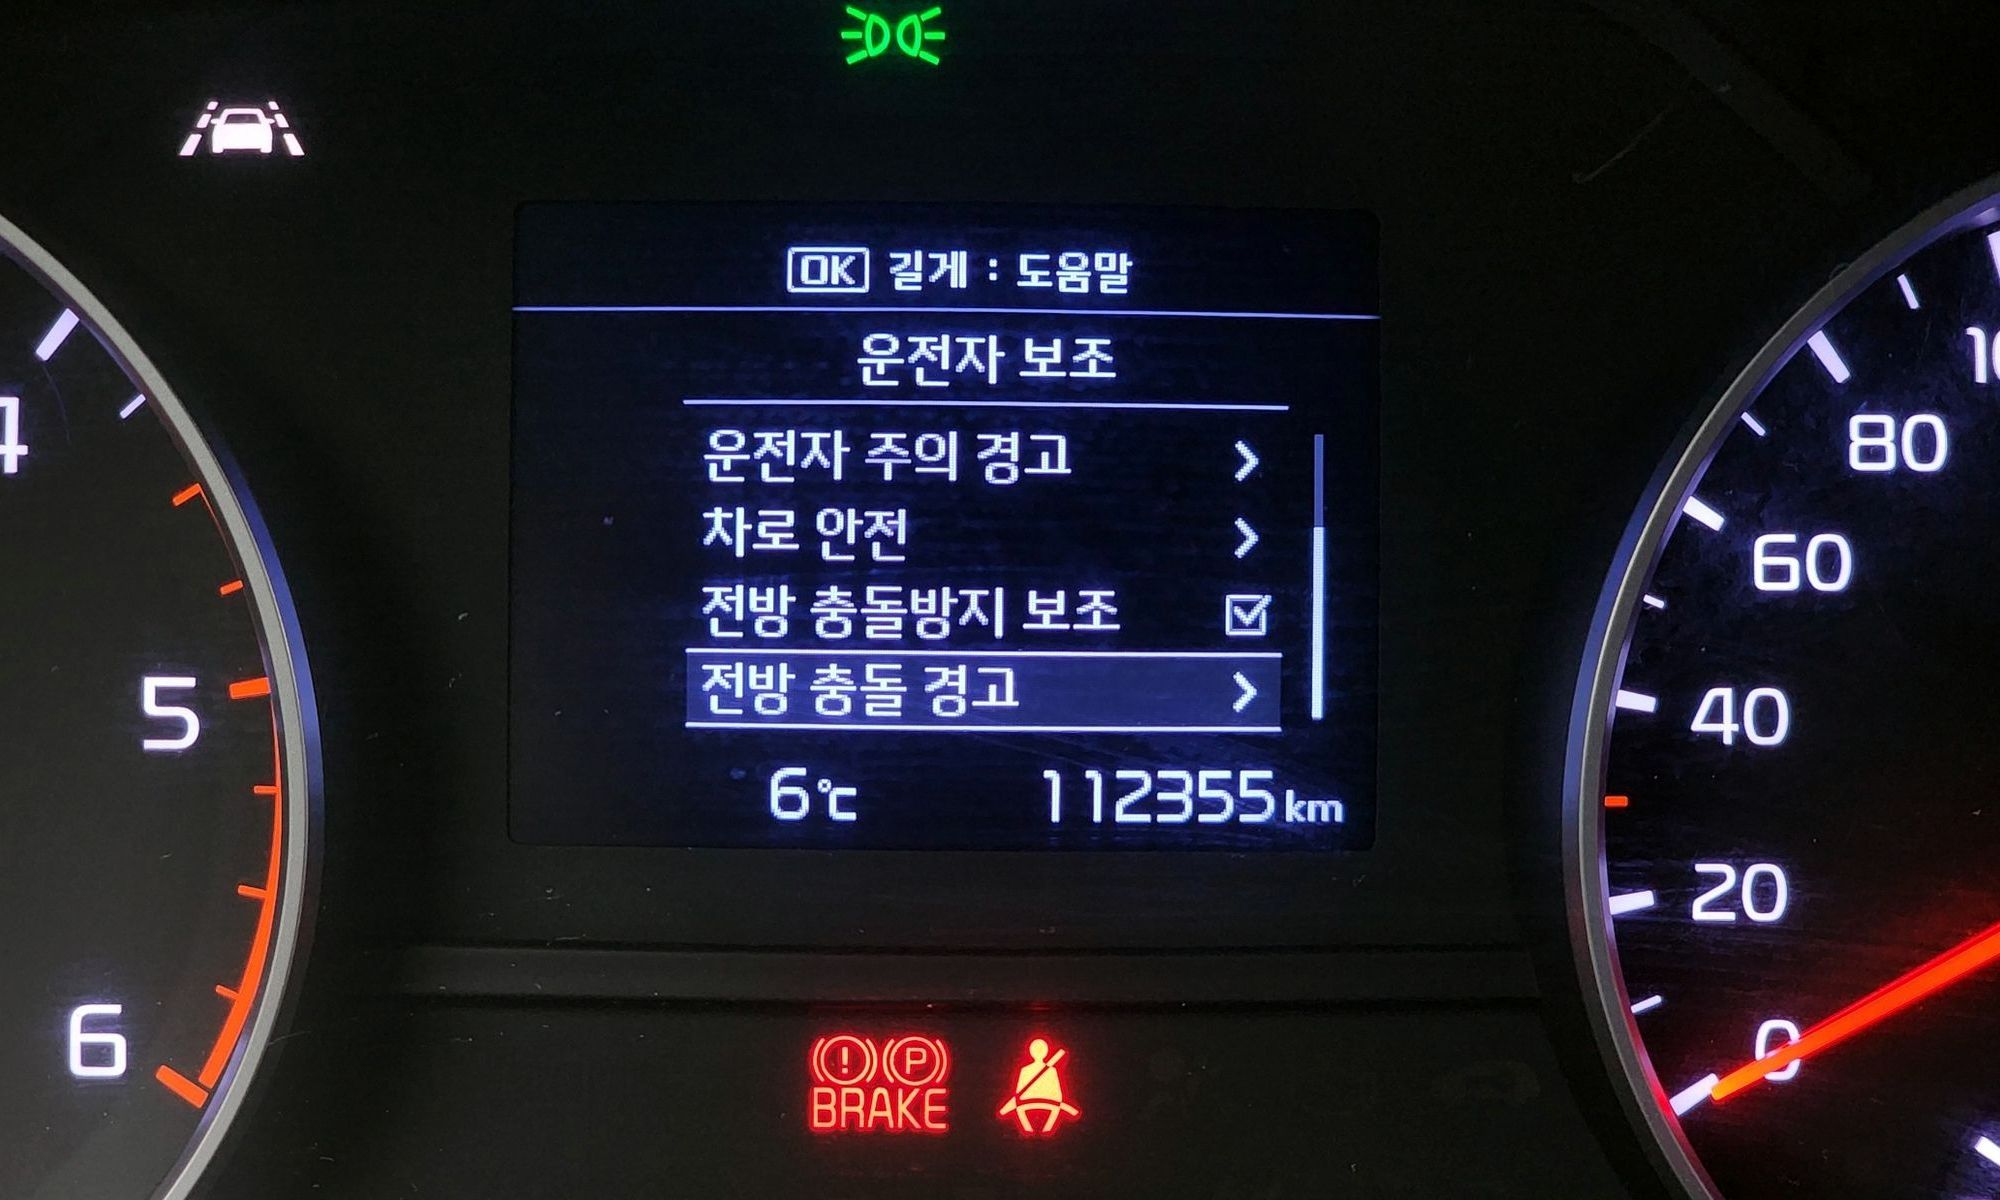 OK 길게 : 도움말
운전자 보조
운전자 주의 경고
차로 안전
전방 충돌방지 보조
전방 충돌 경고
6℃ 112355 km
4
5
6
80
60
40
20
0
P
BRAKE